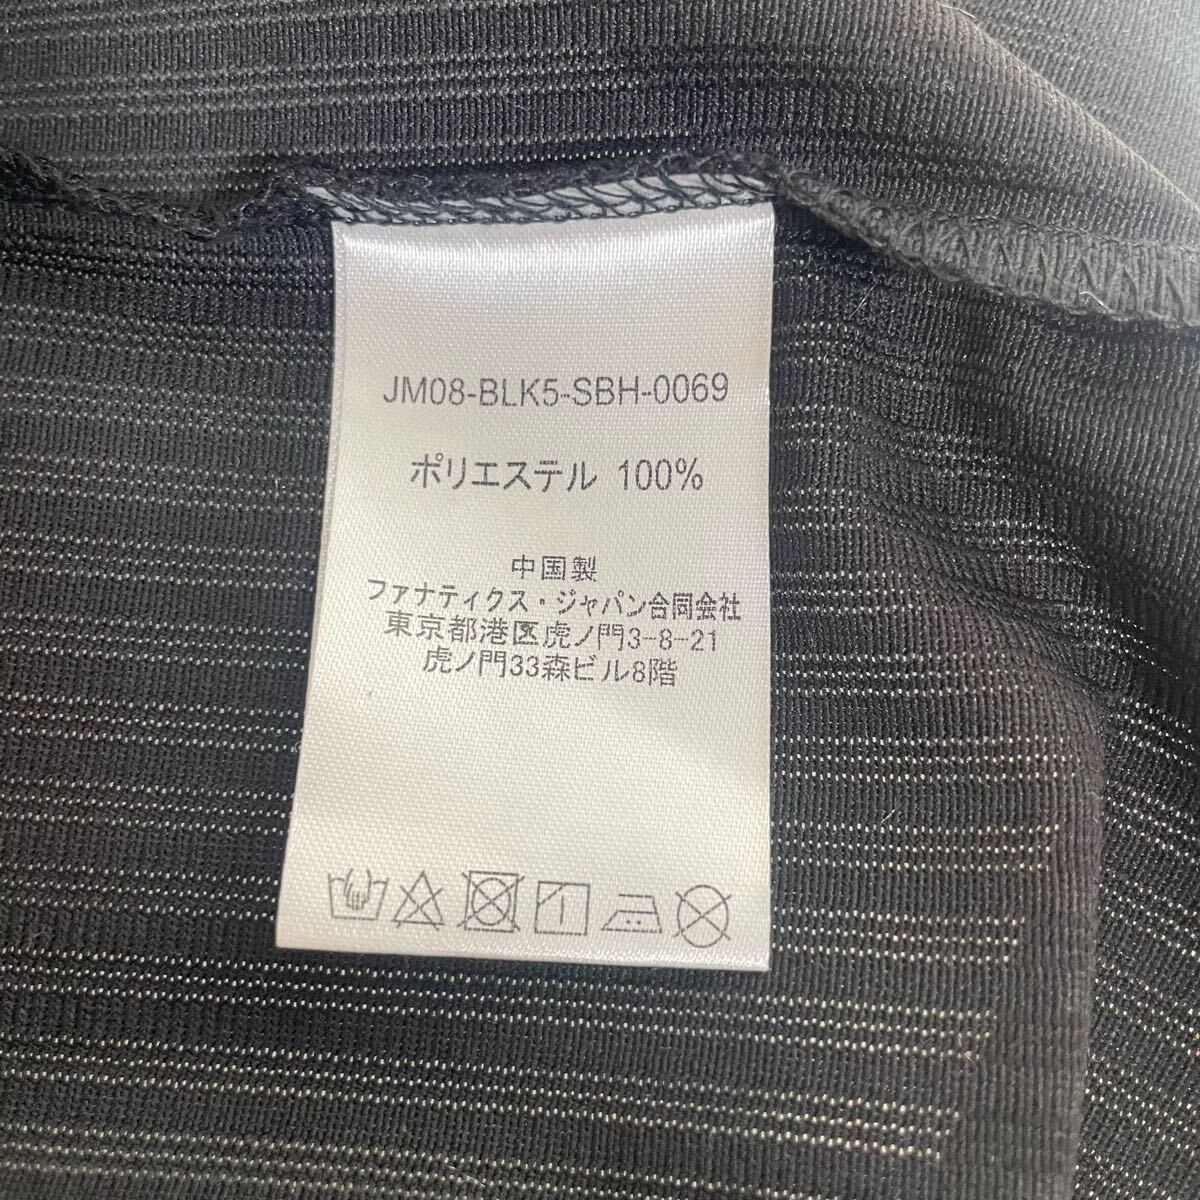 JM08-BLK5-SBH-0069
ポリエステル 100%
中国製
ファナティクス・ジャパン合同会社
東京都港区虎ノ門3-8-21
虎ノ門33森ビル8階